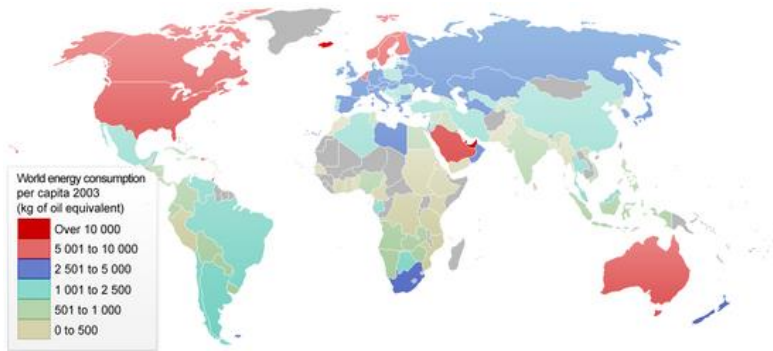 World energy consumption
per capita 2003
(kg of oil equivalent)
Over 10 000
5 001 to 10 000
2 501 to 5 000
1 001 to 2 500
501 to 1 000
0 to 500